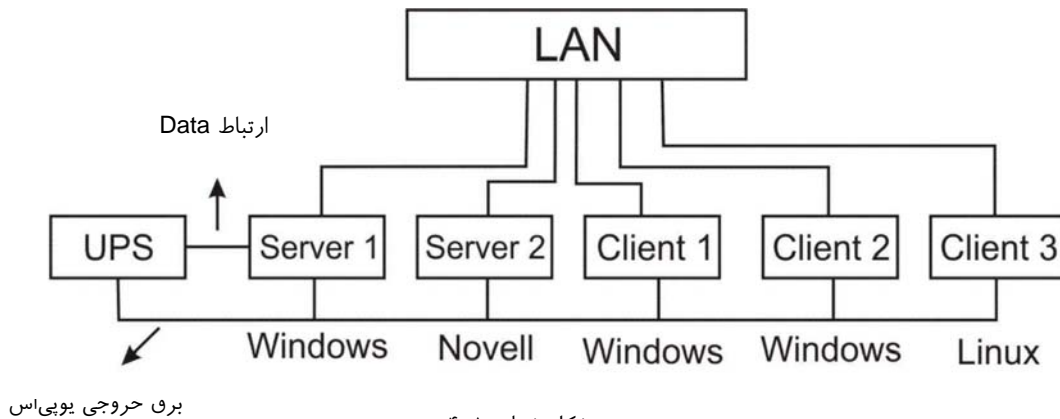 LAN
ارتباط Data
UPS
Server 1
Server 2
Client 1
Client 2
Client 3
Windows
Novell
Windows
Windows
Linux
برق حروجی یوپی‌اس